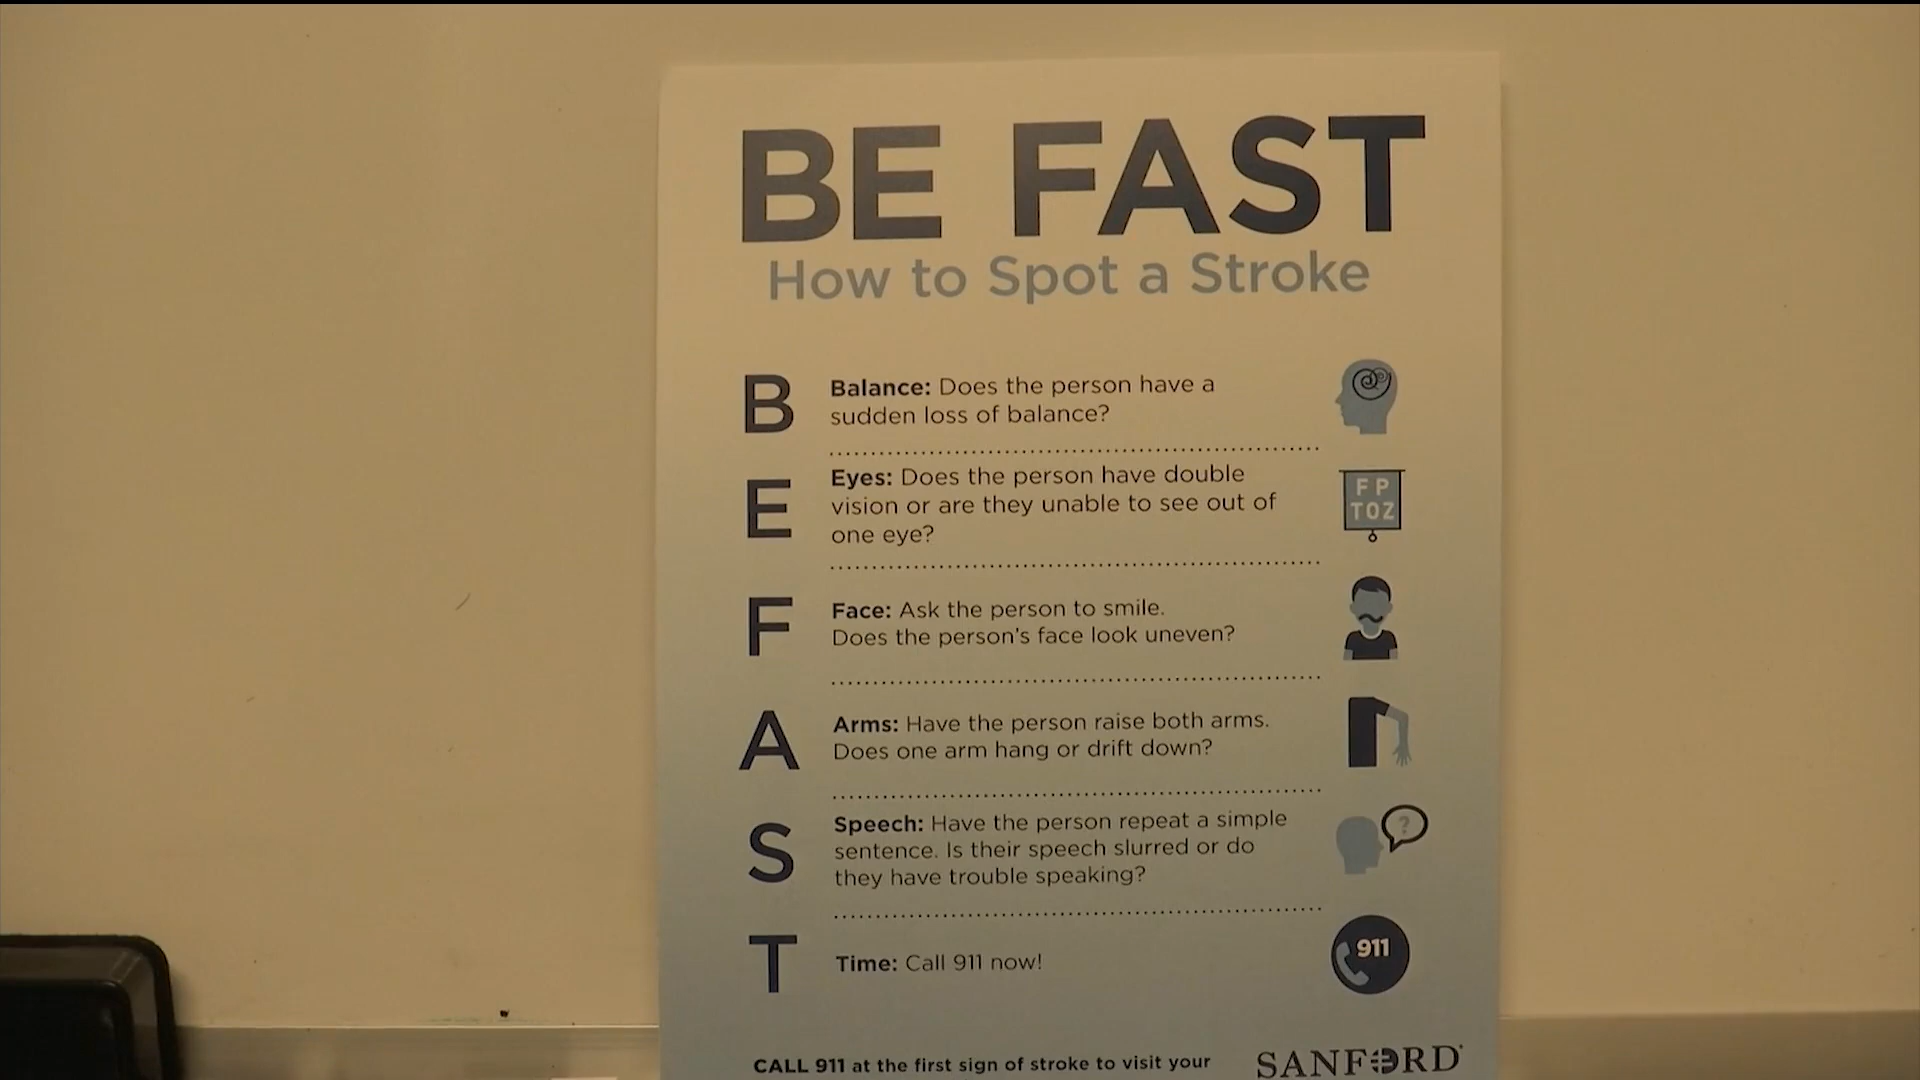 BE FAST
How to Spot a Stroke
B
Balance: Does the person have a
sudden loss of balance?
E
Eyes: Does the person have double
vision or are they unable to see out of
one eye?
F P
TOZ
F
Face: Ask the person to smile.
Does the person's face look uneven?
A
Arms: Have the person raise both arms.
Does one arm hang or drift down?
S
Speech: Have the person repeat a simple
sentence. Is their speech slurred or do
they have trouble speaking?
?
T
Time: Call 911 now!
911
CALL 911 at the first sign of stroke to visit your
SANFORD